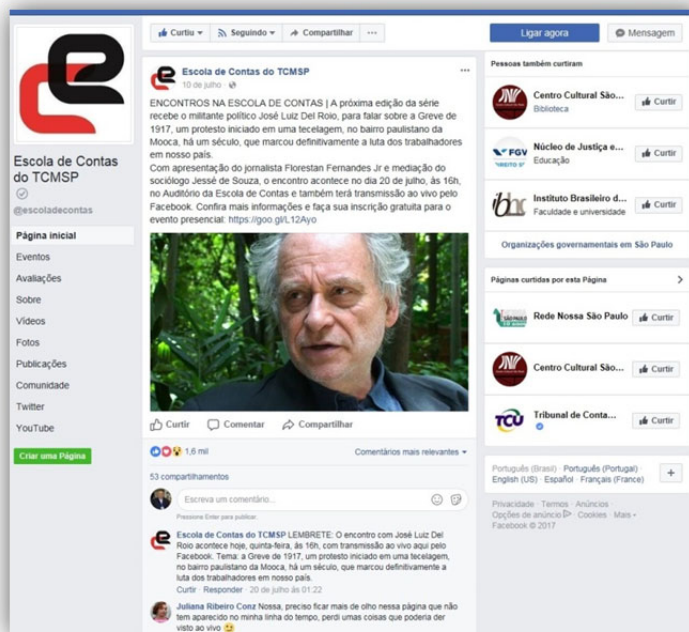 Curtiu
Seguindo
Compartilhar
Ligar agora
Mensagem
Escola de Contas
do TCMSP
@escoladecontas
Página inicial
Eventos
Avaliações
Sobre
Vídeos
Fotos
Publicações
Comunidade
Twitter
YouTube
Criar uma Página
Escola de Contas do TCMSP
10 de julho
ENCONTROS NA ESCOLA DE CONTAS | A próxima edição da série
recebe o militante político José Luiz Del Roio, para falar sobre a Greve de
1917, um protesto iniciado em uma tecelagem, no bairro paulistano da
Mooca, há um século, que marcou definitivamente a luta dos trabalhadores
em nosso país.
Com apresentação do jornalista Florestan Fernandes Jr e mediação do
sociólogo Jessé de Souza, o encontro acontece no dia 20 de julho, às 16h,
no Auditório da Escola de Contas e também terá transmissão ao vivo pelo
Facebook. Confira mais informações e faça sua inscrição gratuita para o
evento presencial: https://goo.gl/L12Ayo
Curtir
Comentar
Compartilhar
1,6 mil
Comentários mais relevantes
53 compartilhamentos
Escreva um comentário...
Pressione Enter para publicar.
Escola de Contas do TCMSP LEMBRETE: O encontro com José Luiz Del
Roio acontece hoje, quinta-feira, às 16h, com transmissão ao vivo aqui pelo
Facebook. Tema: a Greve de 1917, um protesto iniciado em uma tecelagem,
no bairro paulistano da Mooca, há um século, que marcou definitivamente a
luta dos trabalhadores em nosso país.
Curtir · Responder · 20 de julho às 01:22
Juliana Ribeiro Conz Nossa, preciso ficar mais de olho nessa página que não
tem aparecido no minha linha do tempo, perdi umas coisas que poderia der
visto ao vivo
Pessoas também curtiram
Centro Cultural São...
Biblioteca
Curtir
FGV
DIREITO SP
Núcleo de Justiça e...
Educação
Curtir
Instituto Brasileiro d...
Faculdade e universidade
Curtir
Organizações governamentais em São Paulo
Páginas curtidas por esta Página
Rede Nossa São Paulo
Curtir
Centro Cultural São...
Curtir
TCU
Tribunal de Conta...
Curtir
Português (Brasil) · Português (Portugal) ·
English (US) · Español · Français (France)
Privacidade · Termos · Anúncios ·
Opções de anúncio · Cookies · Mais
Facebook © 2017